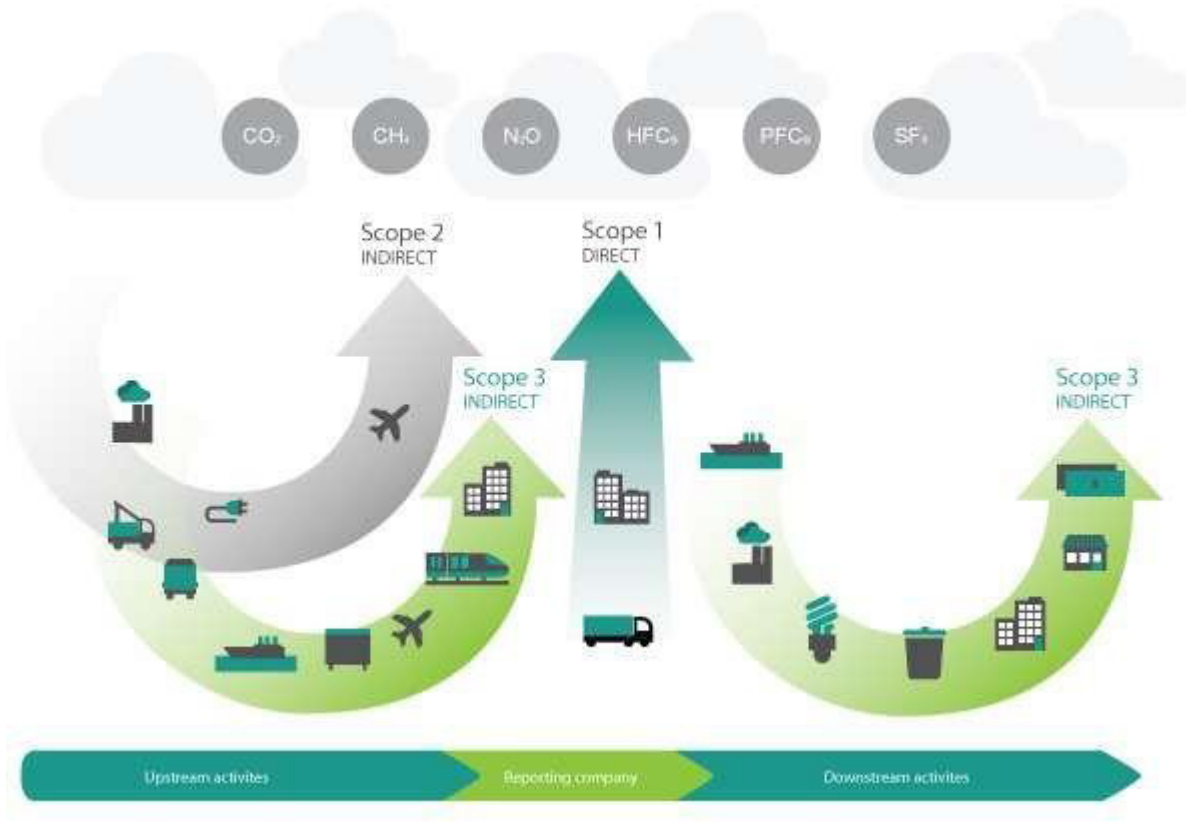 CO₂
CH₄
N₂O
HFCₛ
PFCₛ
SF₆
Scope 2
INDIRECT
Scope 1
DIRECT
Scope 3
INDIRECT
Scope 3
INDIRECT
Upstream activites
Reporting company
Downstream activites